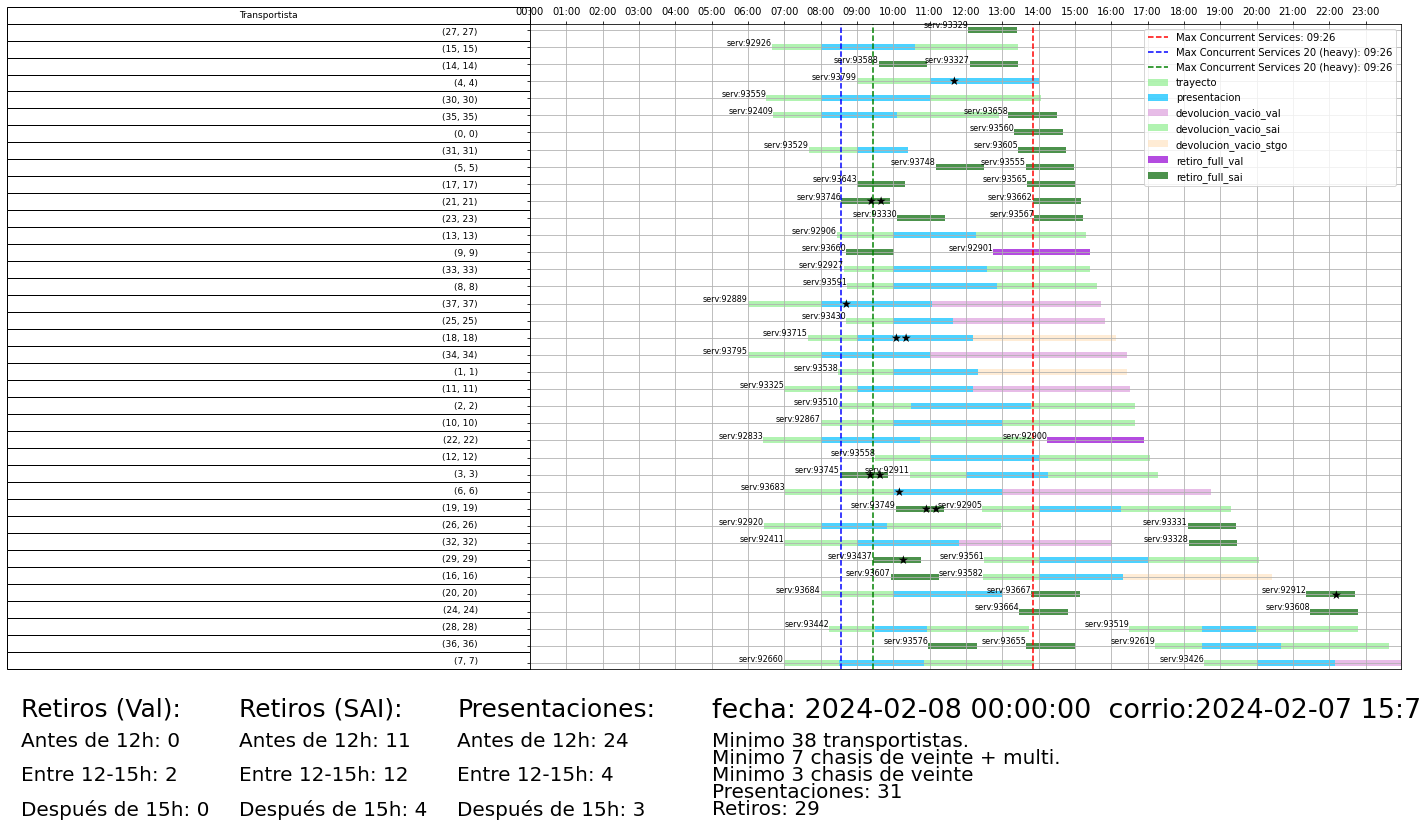 Transportista
00:00 01:00 02:00 03:00 04:00 05:00 06:00 07:00 08:00 09:00 10:00 11:00 12:00 13:00 14:00 15:00 16:00 17:00 18:00 19:00 20:00 21:00 22:00 23:00
Max Concurrent Services: 09:26
Max Concurrent Services 20 (heavy): 09:26
Max Concurrent Services 20 (heavy): 09:26
trayecto
presentacion
devolucion_vacio_val
devolucion_vacio_sai
devolucion_vacio_stgo
retiro_full_val
retiro_full_sai
(27, 27) serv:93329
(15, 15) serv:92926
(14, 14) serv:93588 serv:93327
(4, 4) serv:93799
(30, 30) serv:93559
(35, 35) serv:92409 serv:93658
(0, 0) serv:93560
(31, 31) serv:93529 serv:93605
(5, 5) serv:93748 serv:93555
(17, 17) serv:93643 serv:93565
(21, 21) serv:93746 serv:93662
(23, 23) serv:93330 serv:93567
(13, 13) serv:92906
(9, 9) serv:93660 serv:92901
(33, 33) serv:92927
(8, 8) serv:93591
(37, 37) serv:92889
(25, 25) serv:93430
(18, 18) serv:93715
(34, 34) serv:93795
(1, 1) serv:93538
(11, 11) serv:93325
(2, 2) serv:93510
(10, 10) serv:92867
(22, 22) serv:92833 serv:92900
(12, 12) serv:93558
(3, 3) serv:93745 serv:92911
(6, 6) serv:93683
(19, 19) serv:93749 serv:92905
(26, 26) serv:92920 serv:93331
(32, 32) serv:92411 serv:93328
(29, 29) serv:93437 serv:93561
(16, 16) serv:93607 serv:93582
(20, 20) serv:93684 serv:93667 serv:92912
(24, 24) serv:93664 serv:93608
(28, 28) serv:93442 serv:93519
(36, 36) serv:93576 serv:93655 serv:92619
(7, 7) serv:92660 serv:93426
Retiros (Val):
Antes de 12h: 0
Entre 12-15h: 2
Después de 15h: 0
Retiros (SAI):
Antes de 12h: 11
Entre 12-15h: 12
Después de 15h: 4
Presentaciones:
Antes de 12h: 24
Entre 12-15h: 4
Después de 15h: 3
fecha: 2024-02-08 00:00:00 corrio:2024-02-07 15:7
Minimo 38 transportistas.
Minimo 7 chasis de veinte + multi.
Minimo 3 chasis de veinte
Presentaciones: 31
Retiros: 29